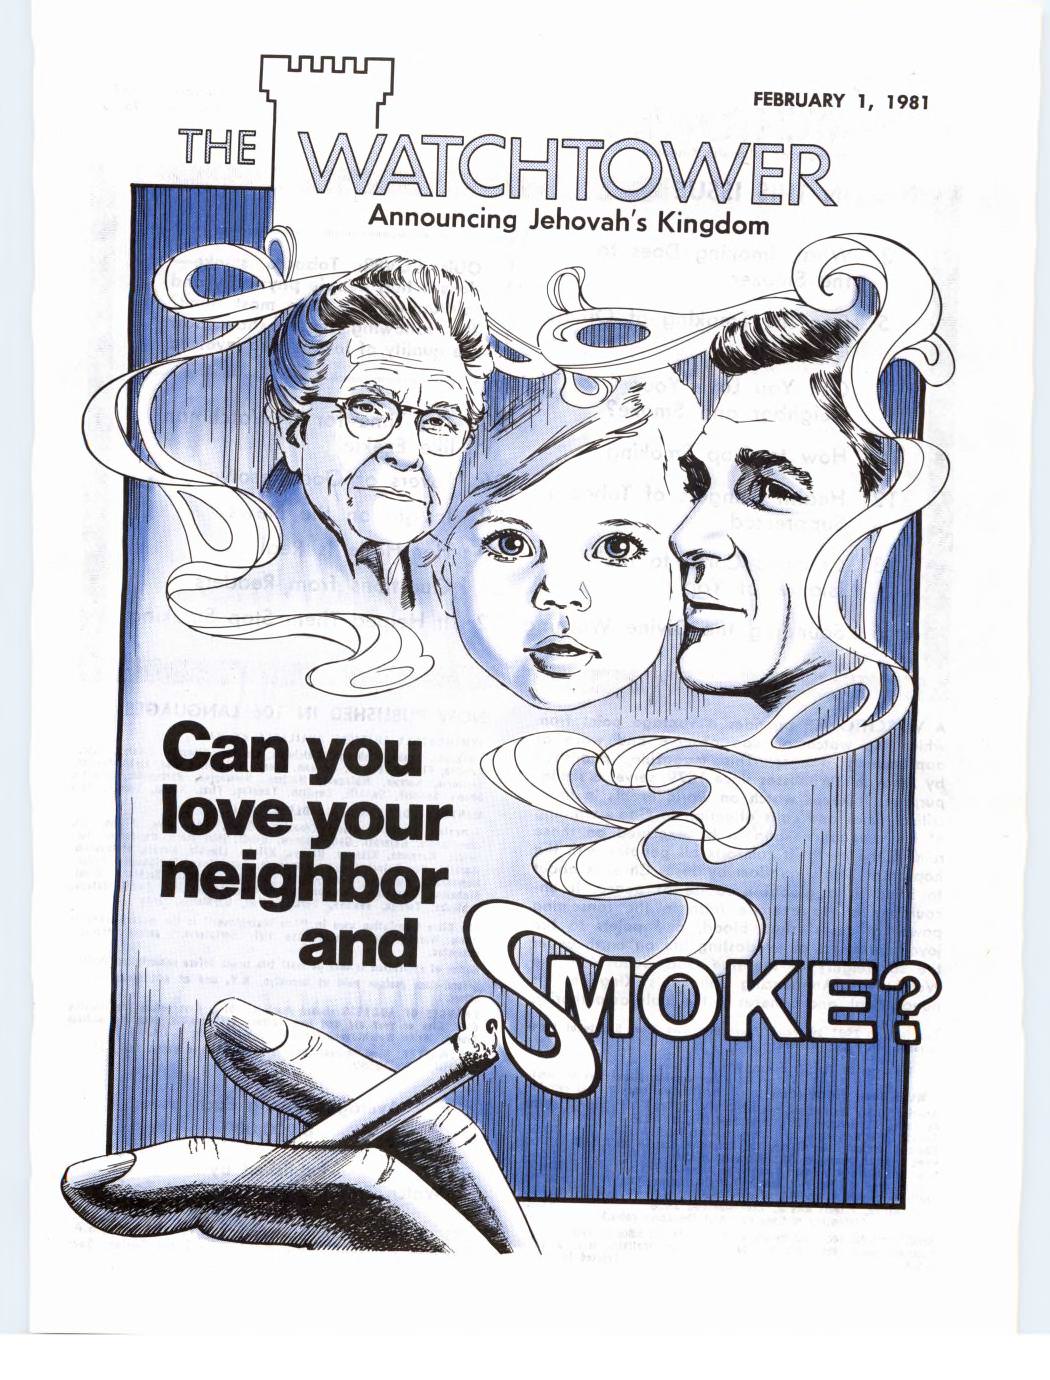 FEBRUARY 1, 1981
THE WATCHTOWER
Announcing Jehovah's Kingdom
Can you
love your
neighbor
and
SMOKE?